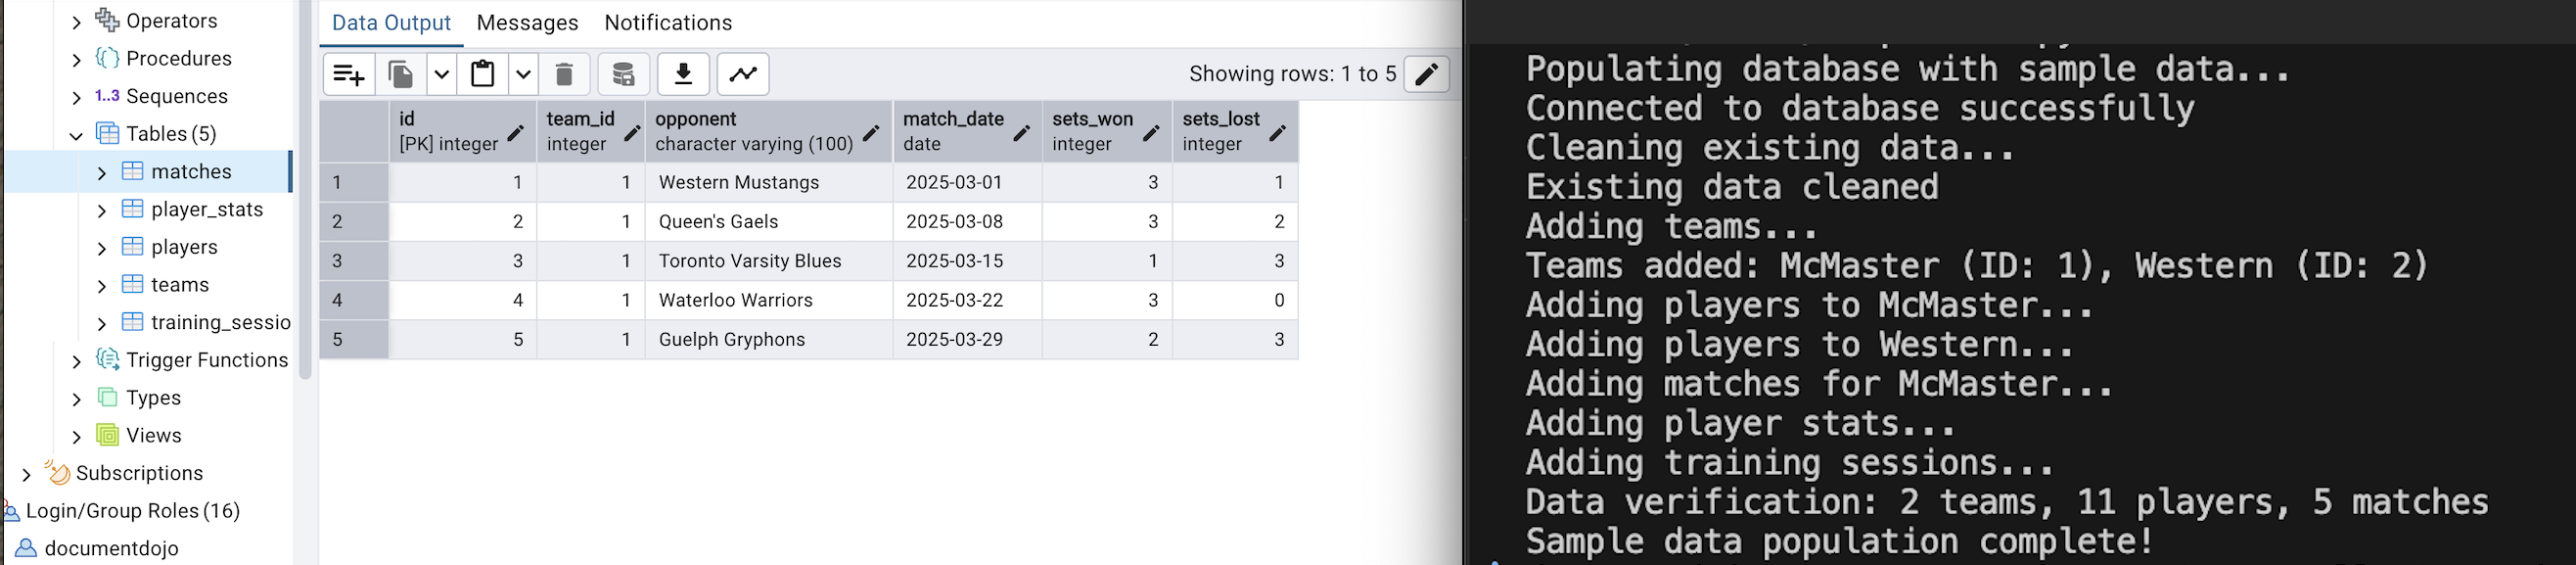 Operators
Procedures
1..3 Sequences
Tables (5)
matches
player_stats
players
teams
training_sessio
Trigger Functions
Types
Views
Subscriptions
Login/Group Roles (16)
documentdojo
Data Output Messages Notifications
Showing rows: 1 to 5
id team_id opponent match_date sets_won sets_lost
[PK] integer integer character varying (100) date integer integer
1 1 1 Western Mustangs 2025-03-01 3 1
2 2 1 Queen's Gaels 2025-03-08 3 2
3 3 1 Toronto Varsity Blues 2025-03-15 1 3
4 4 1 Waterloo Warriors 2025-03-22 3 0
5 5 1 Guelph Gryphons 2025-03-29 2 3
Populating database with sample data...
Connected to database successfully
Cleaning existing data...
Existing data cleaned
Adding teams...
Teams added: McMaster (ID: 1), Western (ID: 2)
Adding players to McMaster...
Adding players to Western...
Adding matches for McMaster...
Adding player stats...
Adding training sessions...
Data verification: 2 teams, 11 players, 5 matches
Sample data population complete!